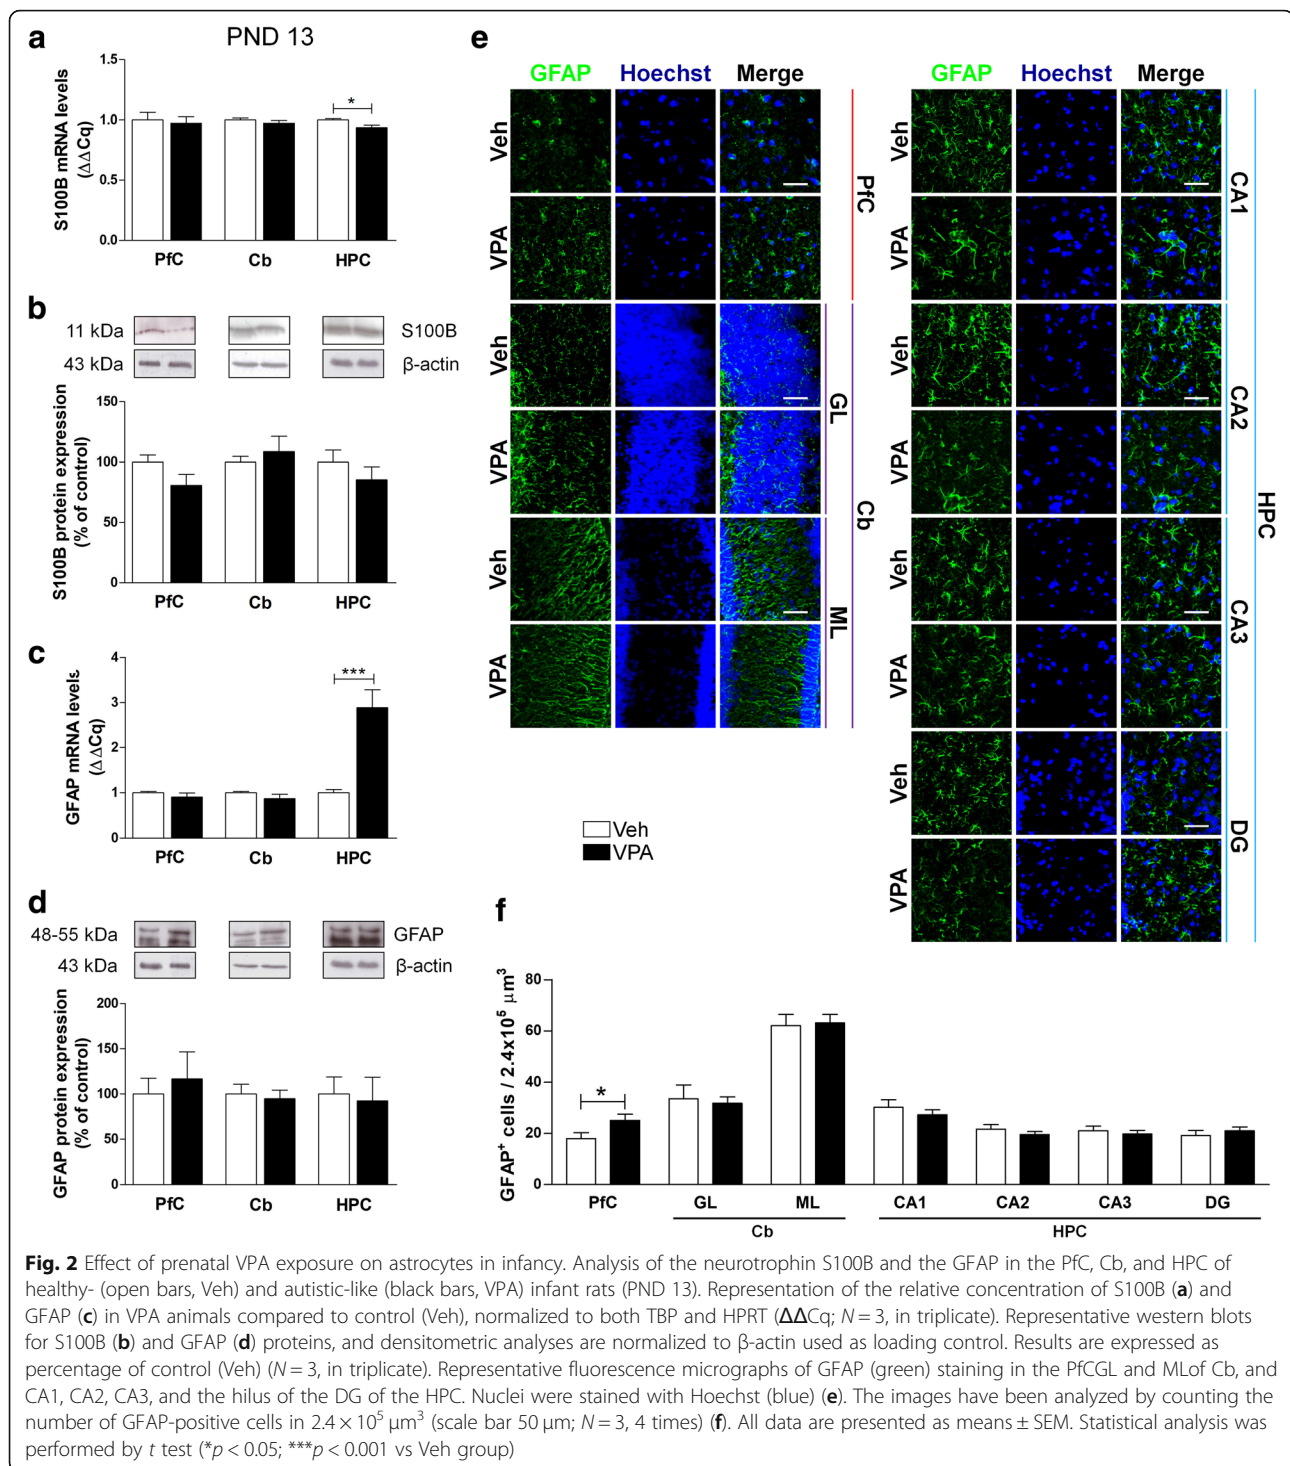 a
PND 13
S100B mRNA levels
(ΔΔCq)
1.5
1.0
0.5
0.0
*
PfC Cb HPC
b
11 kDa S100B
43 kDa β-actin
S100B protein expression
(% of control)
150
100
50
0
PfC Cb HPC
c
GFAP mRNA levels
(ΔΔCq)
4
3
2
1
0
***
PfC Cb HPC
d
48-55 kDa GFAP
43 kDa β-actin
GFAP protein expression
(% of control)
200
150
100
50
0
PfC Cb HPC
e
GFAP Hoechst Merge
Veh
VPA
PfC
Veh
VPA
GL
Veh
VPA
ML
Cb
GFAP Hoechst Merge
Veh
VPA
CA1
Veh
VPA
CA2
Veh
VPA
CA3
Veh
VPA
DG
HPC
Veh
VPA
f
GFAP⁺ cells / 2.4x10⁵ µm³
80
60
40
20
0
*
PfC GL ML CA1 CA2 CA3 DG
Cb HPC
Fig. 2 Effect of prenatal VPA exposure on astrocytes in infancy. Analysis of the neurotrophin S100B and the GFAP in the PfC, Cb, and HPC of
healthy- (open bars, Veh) and autistic-like (black bars, VPA) infant rats (PND 13). Representation of the relative concentration of S100B (a) and
GFAP (c) in VPA animals compared to control (Veh), normalized to both TBP and HPRT (ΔΔCq; N = 3, in triplicate). Representative western blots
for S100B (b) and GFAP (d) proteins, and densitometric analyses are normalized to β-actin used as loading control. Results are expressed as
percentage of control (Veh) (N = 3, in triplicate). Representative fluorescence micrographs of GFAP (green) staining in the PfCGL and MLof Cb, and
CA1, CA2, CA3, and the hilus of the DG of the HPC. Nuclei were stained with Hoechst (blue) (e). The images have been analyzed by counting the
number of GFAP-positive cells in 2.4 × 10⁵ µm³ (scale bar 50 µm; N = 3, 4 times) (f). All data are presented as means ± SEM. Statistical analysis was
performed by t test (*p < 0.05; ***p < 0.001 vs Veh group)